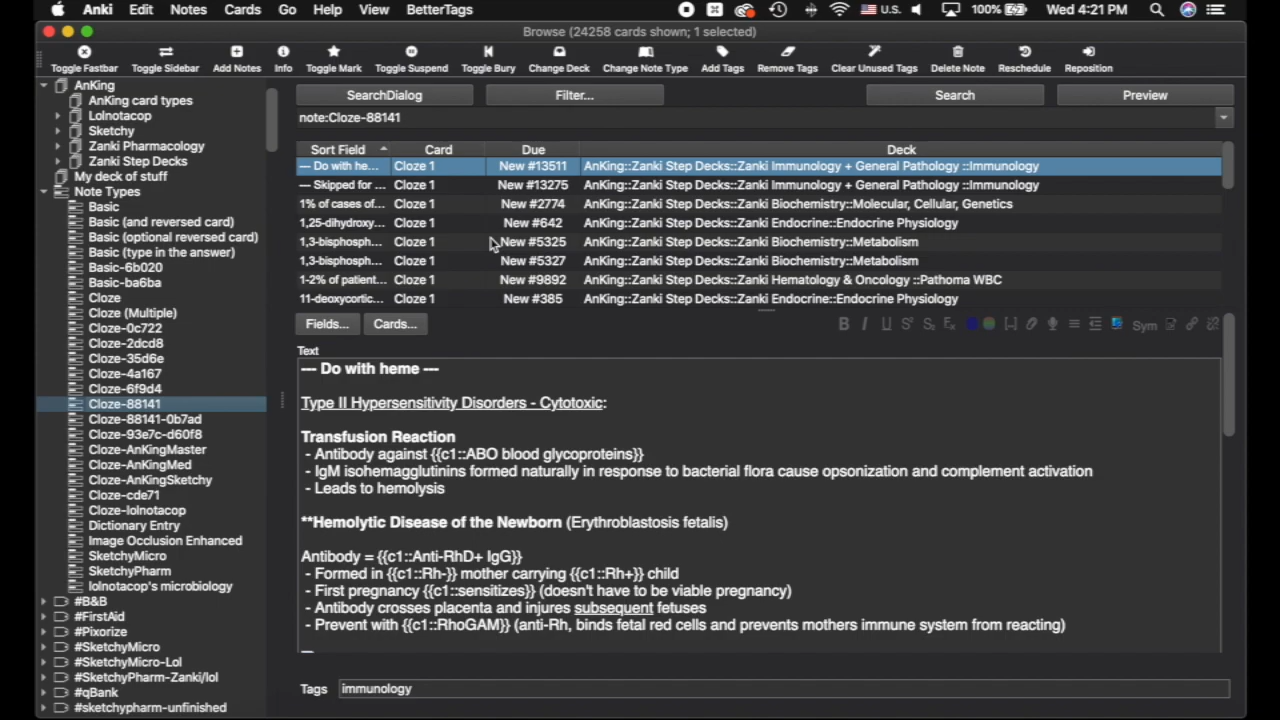 Anki Edit Notes Cards Go Help View BetterTags U.S. 100% Wed 4:21 PM
Browse (24258 cards shown; 1 selected)
Toggle Fastbar Toggle Sidebar Add Notes Info Toggle Mark Toggle Suspend Toggle Bury Change Deck Change Note Type Add Tags Remove Tags Clear Unused Tags Delete Note Reschedule Reposition
AnKing
AnKing card types
Lolnotacop
Sketchy
Zanki Pharmacology
Zanki Step Decks
My deck of stuff
Note Types
Basic
Basic (and reversed card)
Basic (optional reversed card)
Basic (type in the answer)
Basic-6b020
Basic-ba6ba
Cloze
Cloze (Multiple)
Cloze-0c722
Cloze-2dcd8
Cloze-35d6e
Cloze-4a167
Cloze-6f9d4
Cloze-88141
Cloze-88141-0b7ad
Cloze-93e7c-d60f8
Cloze-AnKingMaster
Cloze-AnKingMed
Cloze-AnKingSketchy
Cloze-cde71
Cloze-lolnotacop
Dictionary Entry
Image Occlusion Enhanced
SketchyMicro
SketchyPharm
lolnotacop's microbiology
#B&B
#FirstAid
#Pixorize
#SketchyMicro
#SketchyMicro-Lol
#SketchyPharm-Zanki/lol
#qBank
#sketchypharm-unfinished
SearchDialog Filter... Search Preview
note:Cloze-88141
Sort Field Card Due Deck
--- Do with he... Cloze 1 New #13511 AnKing::Zanki Step Decks::Zanki Immunology + General Pathology ::Immunology
--- Skipped for ... Cloze 1 New #13275 AnKing::Zanki Step Decks::Zanki Immunology + General Pathology ::Immunology
1% of cases of... Cloze 1 New #2774 AnKing::Zanki Step Decks::Zanki Biochemistry::Molecular, Cellular, Genetics
1,25-dihydroxy... Cloze 1 New #642 AnKing::Zanki Step Decks::Zanki Endocrine::Endocrine Physiology
1,3-bisphosph... Cloze 1 New #5325 AnKing::Zanki Step Decks::Zanki Biochemistry::Metabolism
1,3-bisphosph... Cloze 1 New #5327 AnKing::Zanki Step Decks::Zanki Biochemistry::Metabolism
1-2% of patient... Cloze 1 New #9892 AnKing::Zanki Step Decks::Zanki Hematology & Oncology ::Pathoma WBC
11-deoxycortic... Cloze 1 New #385 AnKing::Zanki Step Decks::Zanki Endocrine::Endocrine Physiology
Fields... Cards... B I U Sym
Text
--- Do with heme ---
Type II Hypersensitivity Disorders - Cytotoxic:
Transfusion Reaction
- Antibody against {{c1::ABO blood glycoproteins}}
- IgM isohemagglutinins formed naturally in response to bacterial flora cause opsonization and complement activation
- Leads to hemolysis
**Hemolytic Disease of the Newborn (Erythroblastosis fetalis)
Antibody = {{c1::Anti-RhD+ IgG}}
- Formed in {{c1::Rh-}} mother carrying {{c1::Rh+}} child
- First pregnancy {{c1::sensitizes}} (doesn't have to be viable pregnancy)
- Antibody crosses placenta and injures subsequent fetuses
- Prevent with {{c1::RhoGAM}} (anti-Rh, binds fetal red cells and prevents mothers immune system from reacting)
Tags immunology